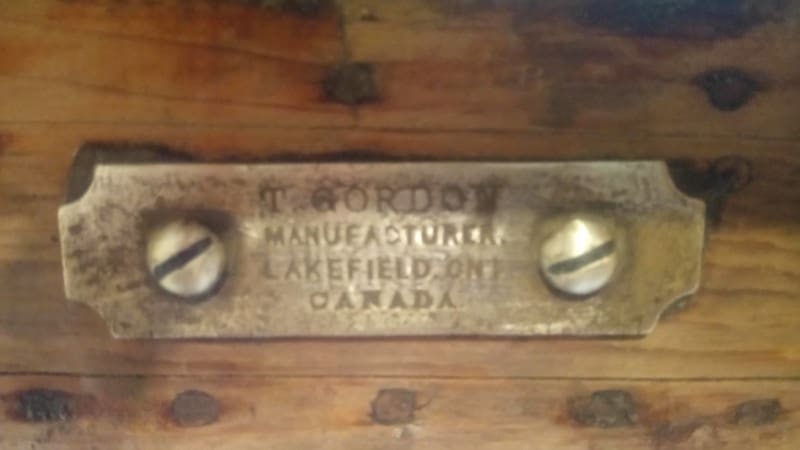 T. GORDON
MANUFACTURER.
LAKEFIELD. ONT.
CANADA